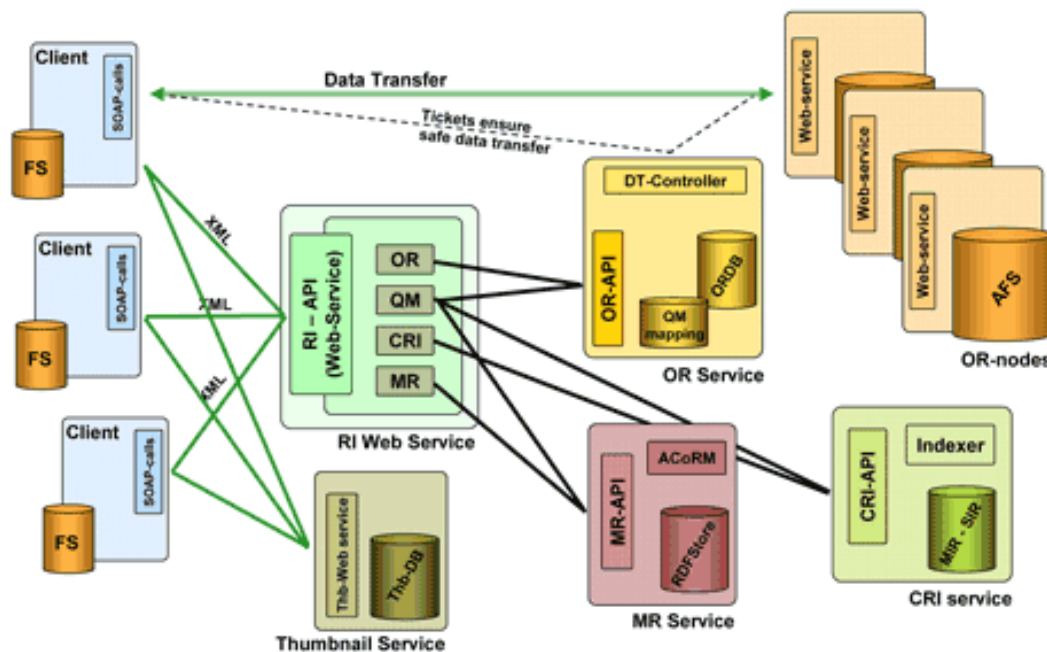 Client
SOAP-calls
FS
Data Transfer
Tickets ensure
safe data transfer
Web-service
Web-service
Web-service
AFS
OR-nodes
Client
SOAP-calls
FS
Client
SOAP-calls
FS
XML
XML
XML
RI – API
(Web-Service)
OR
QM
CRI
MR
RI Web Service
DT-Controller
OR-API
ORDB
QM
mapping
OR Service
Thb-Web service
Thb-DB
Thumbnail Service
ACoRM
MR-API
RDFStore
MR Service
Indexer
CRI-API
MIR - SIR
CRI service